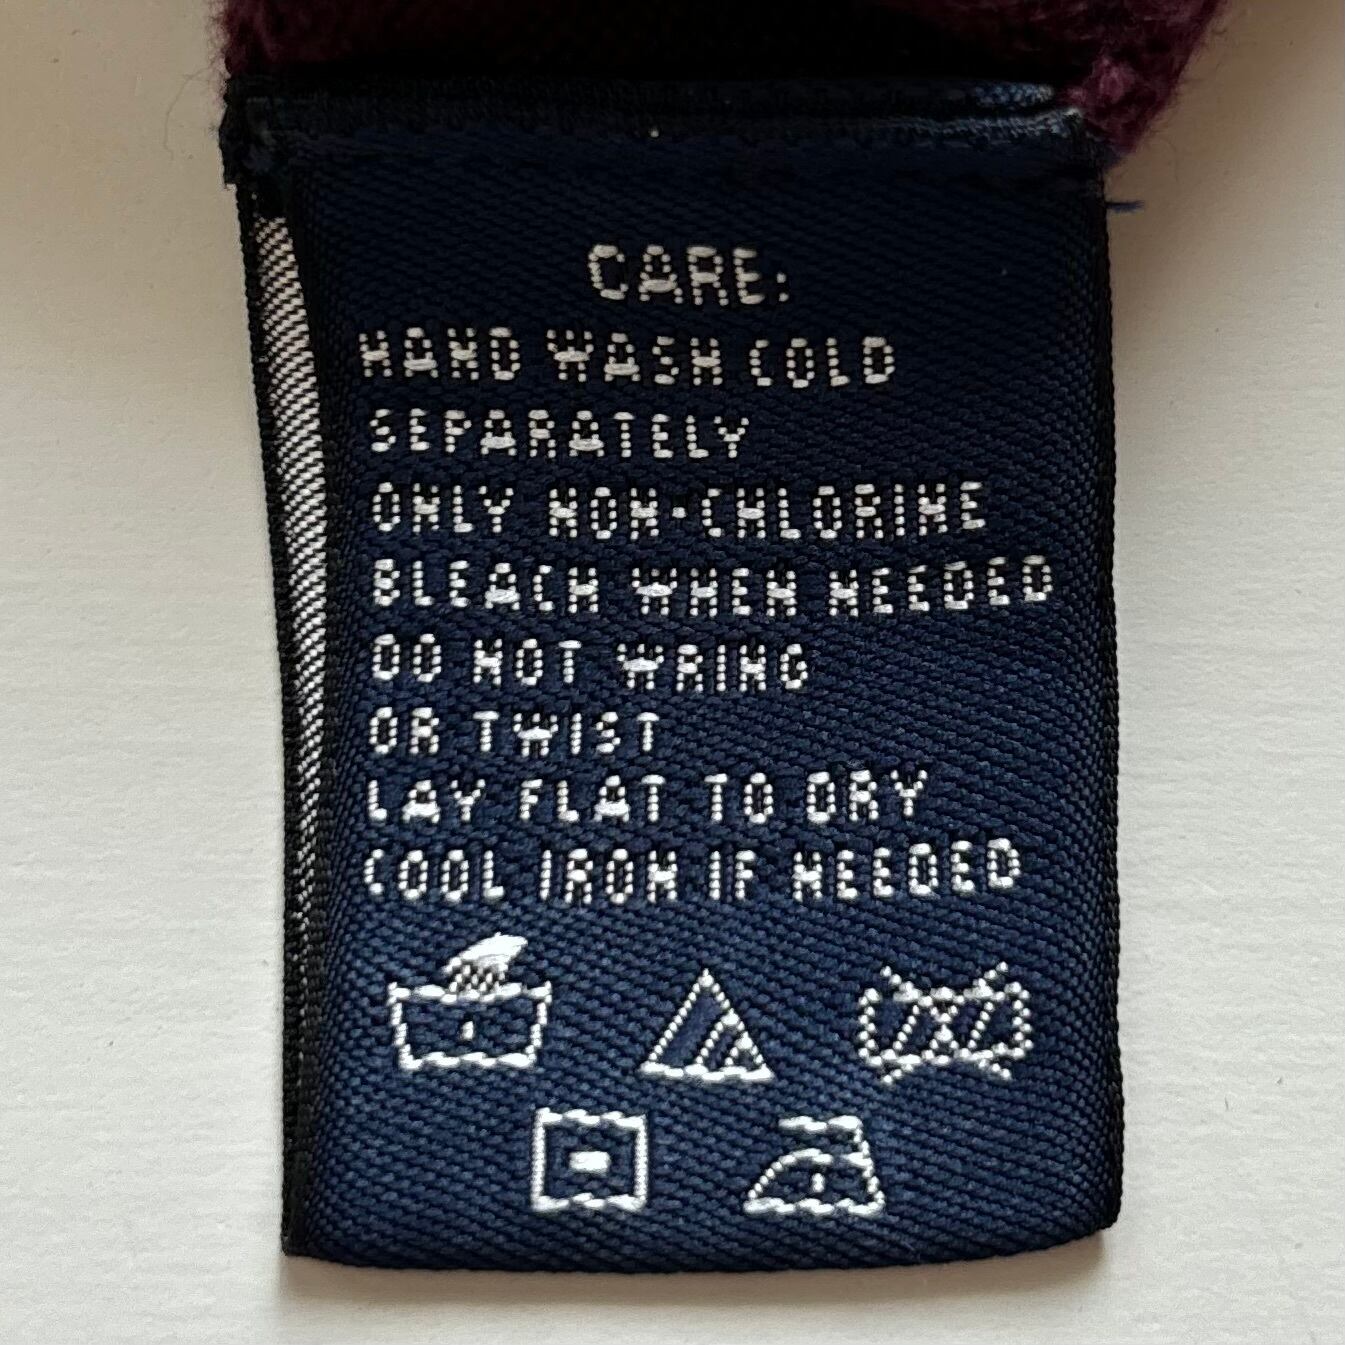 CARE:
HAND WASH COLD
SEPARATELY
ONLY NON-CHLORINE
BLEACH WHEN NEEDED
DO NOT WRING
OR TWIST
LAY FLAT TO DRY
COOL IRON IF NEEDED